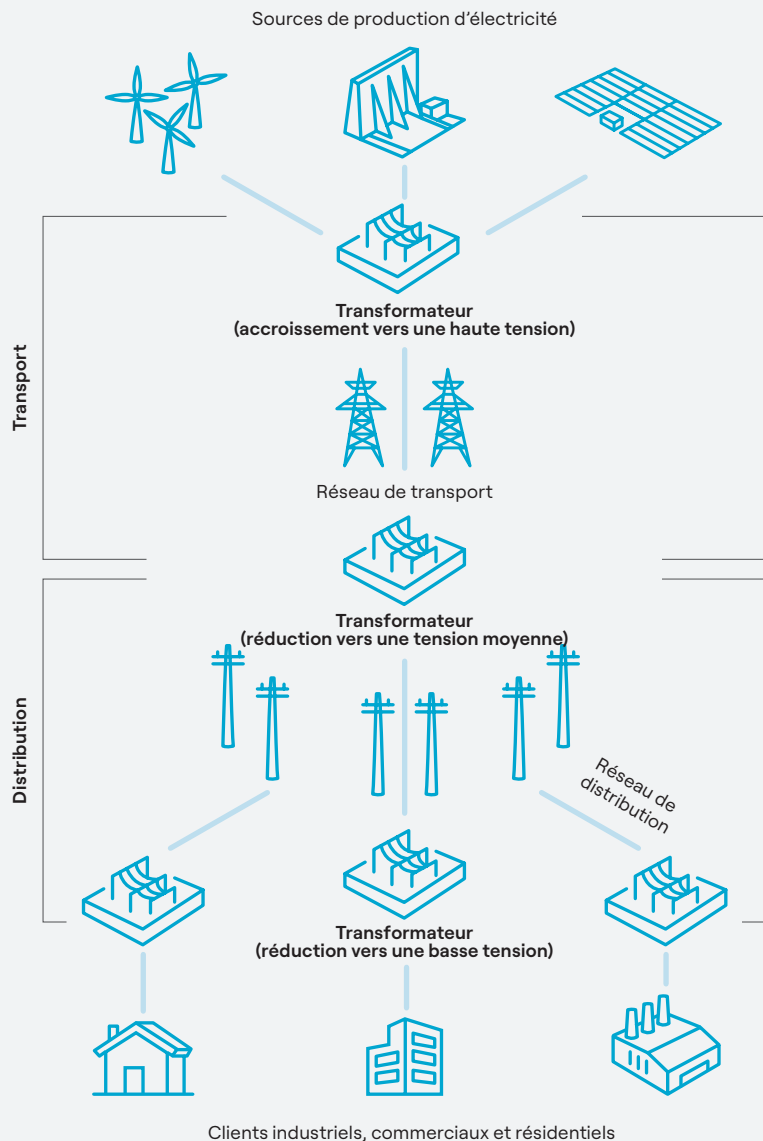 Sources de production d’électricité
Transformateur
(accroissement vers une haute tension)
Transport
Réseau de transport
Transformateur
(réduction vers une tension moyenne)
Distribution
Réseau de
distribution
Transformateur
(réduction vers une basse tension)
Clients industriels, commerciaux et résidentiels